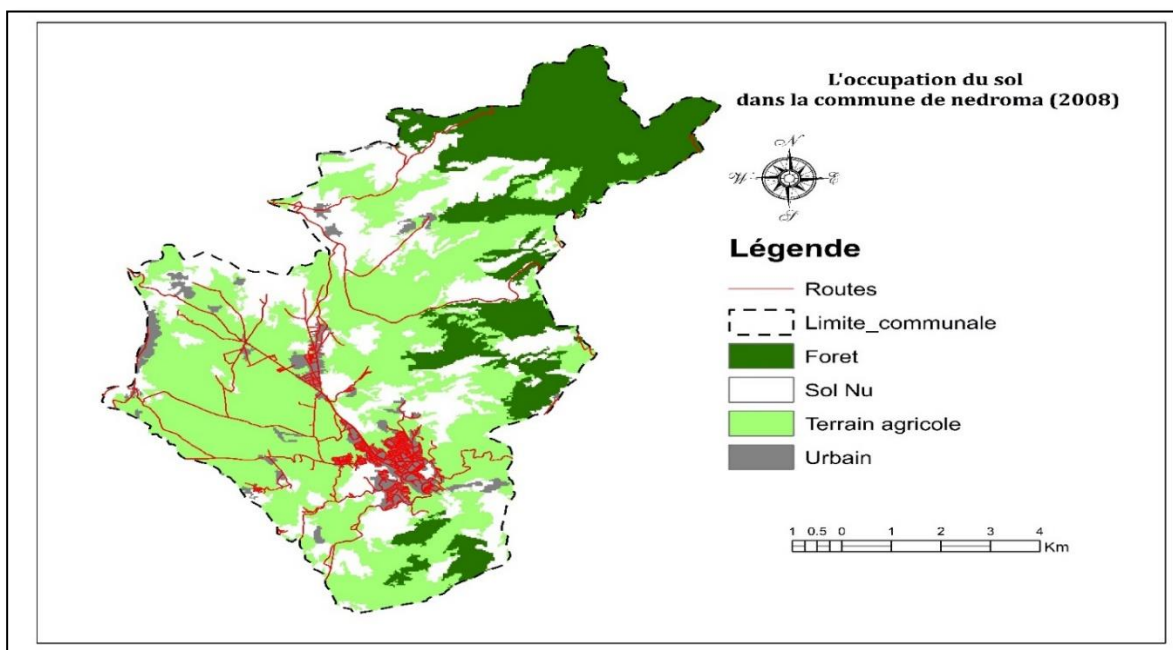 L'occupation du sol
dans la commune de nedroma (2008)
N
W E
S
Légende
Routes
Limite_communale
Foret
Sol Nu
Terrain agricole
Urbain
1 0.5 0 1 2 3 4
Km